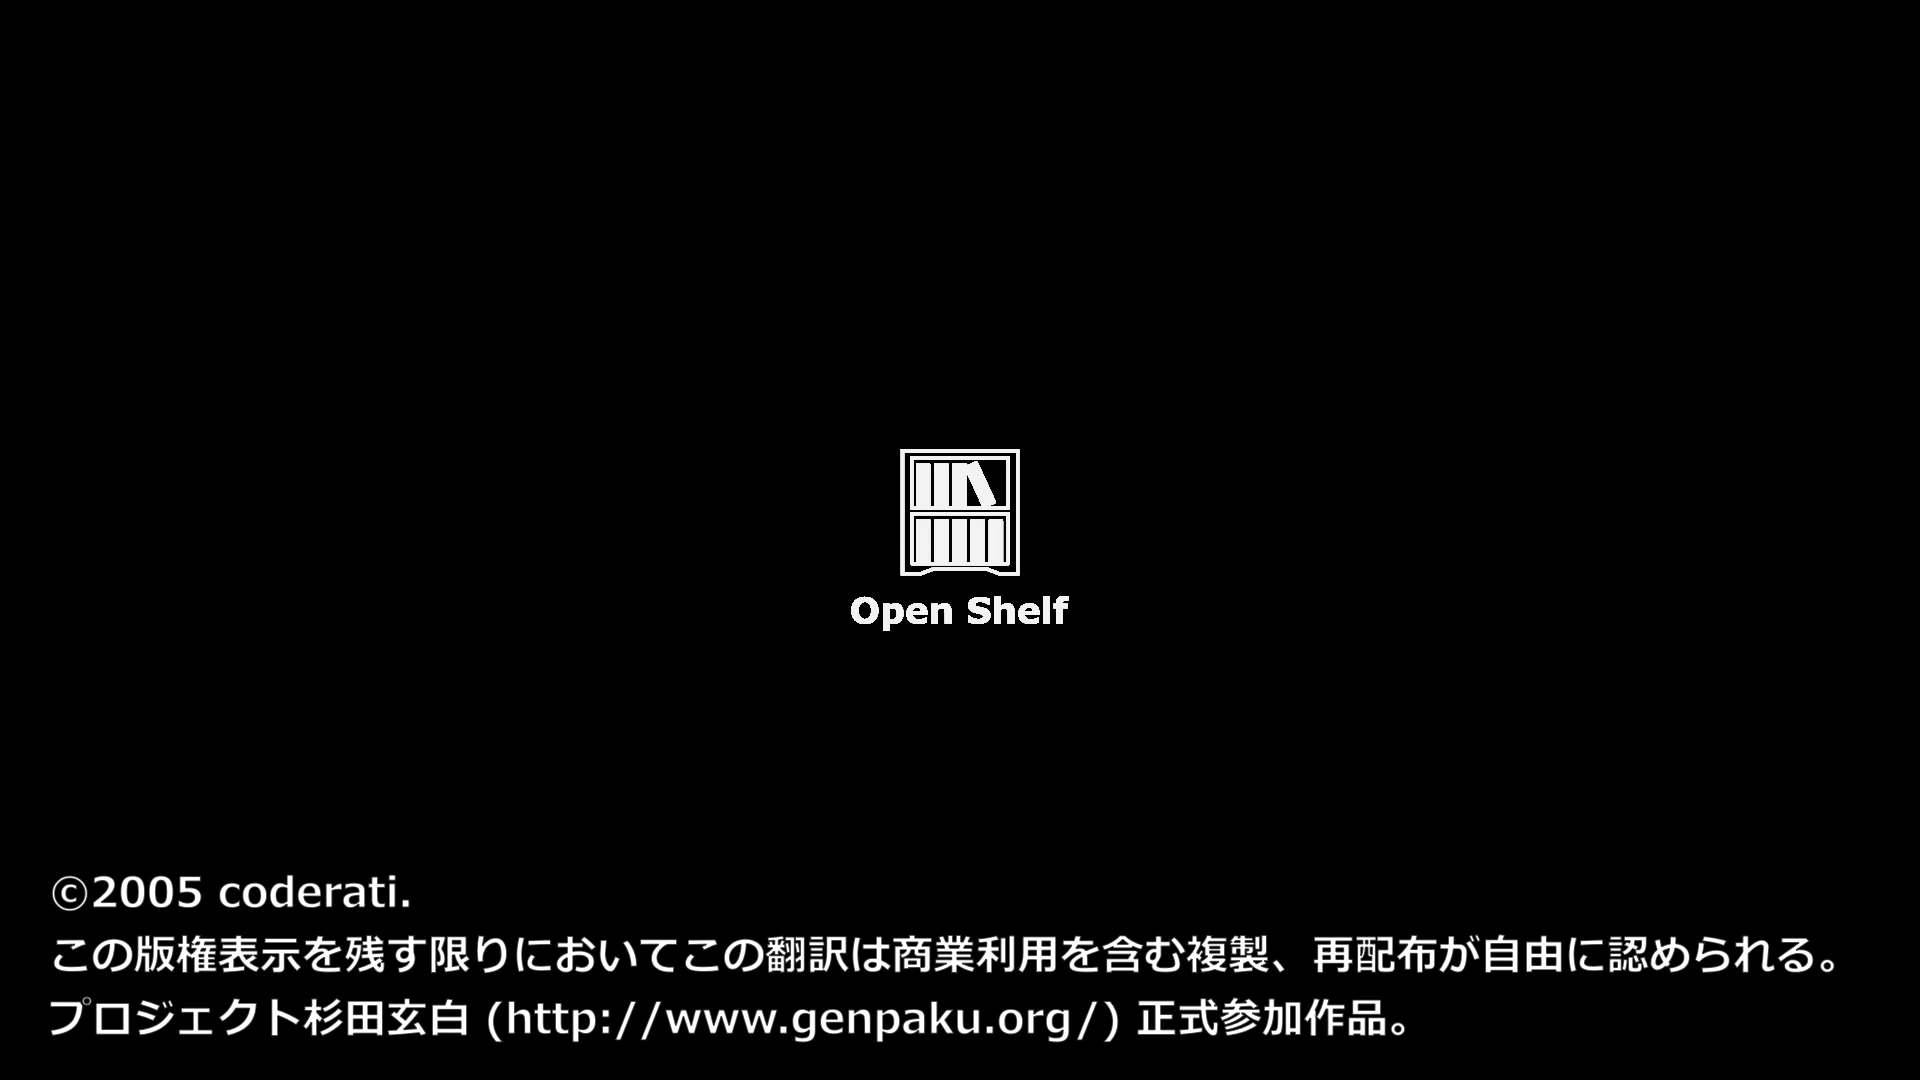 Open Shelf
©2005 coderati.
この版権表示を残す限りにおいてこの翻訳は商業利用を含む複製、再配布が自由に認められる。
プロジェクト杉田玄白 (http://www.genpaku.org/) 正式参加作品。